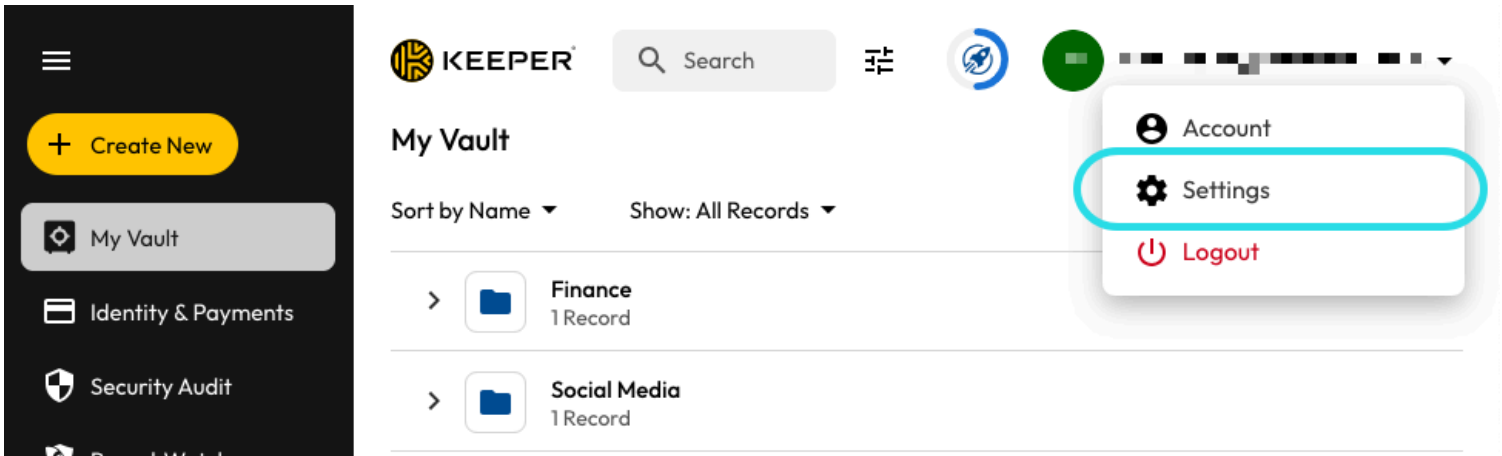 KEEPER
Search
Create New
My Vault
Identity & Payments
Security Audit
My Vault
Sort by Name
Show: All Records
Account
Settings
Logout
Finance
1 Record
Social Media
1 Record